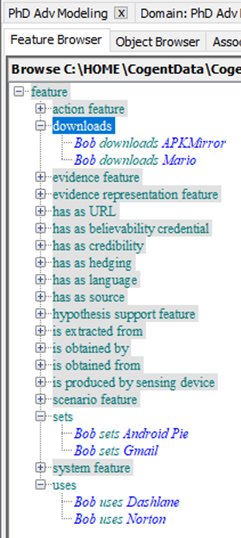 PhD Adv Modeling x Domain: PhD Adv
Feature Browser Object Browser Asso
Browse C:\HOME\CogentData\Coge
feature
action feature
downloads
Bob downloads APKMirror
Bob downloads Mario
evidence feature
evidence representation feature
has as URL
has as believability credential
has as credibility
has as hedging
has as language
has as source
hypothesis support feature
is extracted from
is obtained by
is obtained from
is produced by sensing device
scenario feature
sets
Bob sets Android Pie
Bob sets Gmail
system feature
uses
Bob uses Dashlane
Bob uses Norton